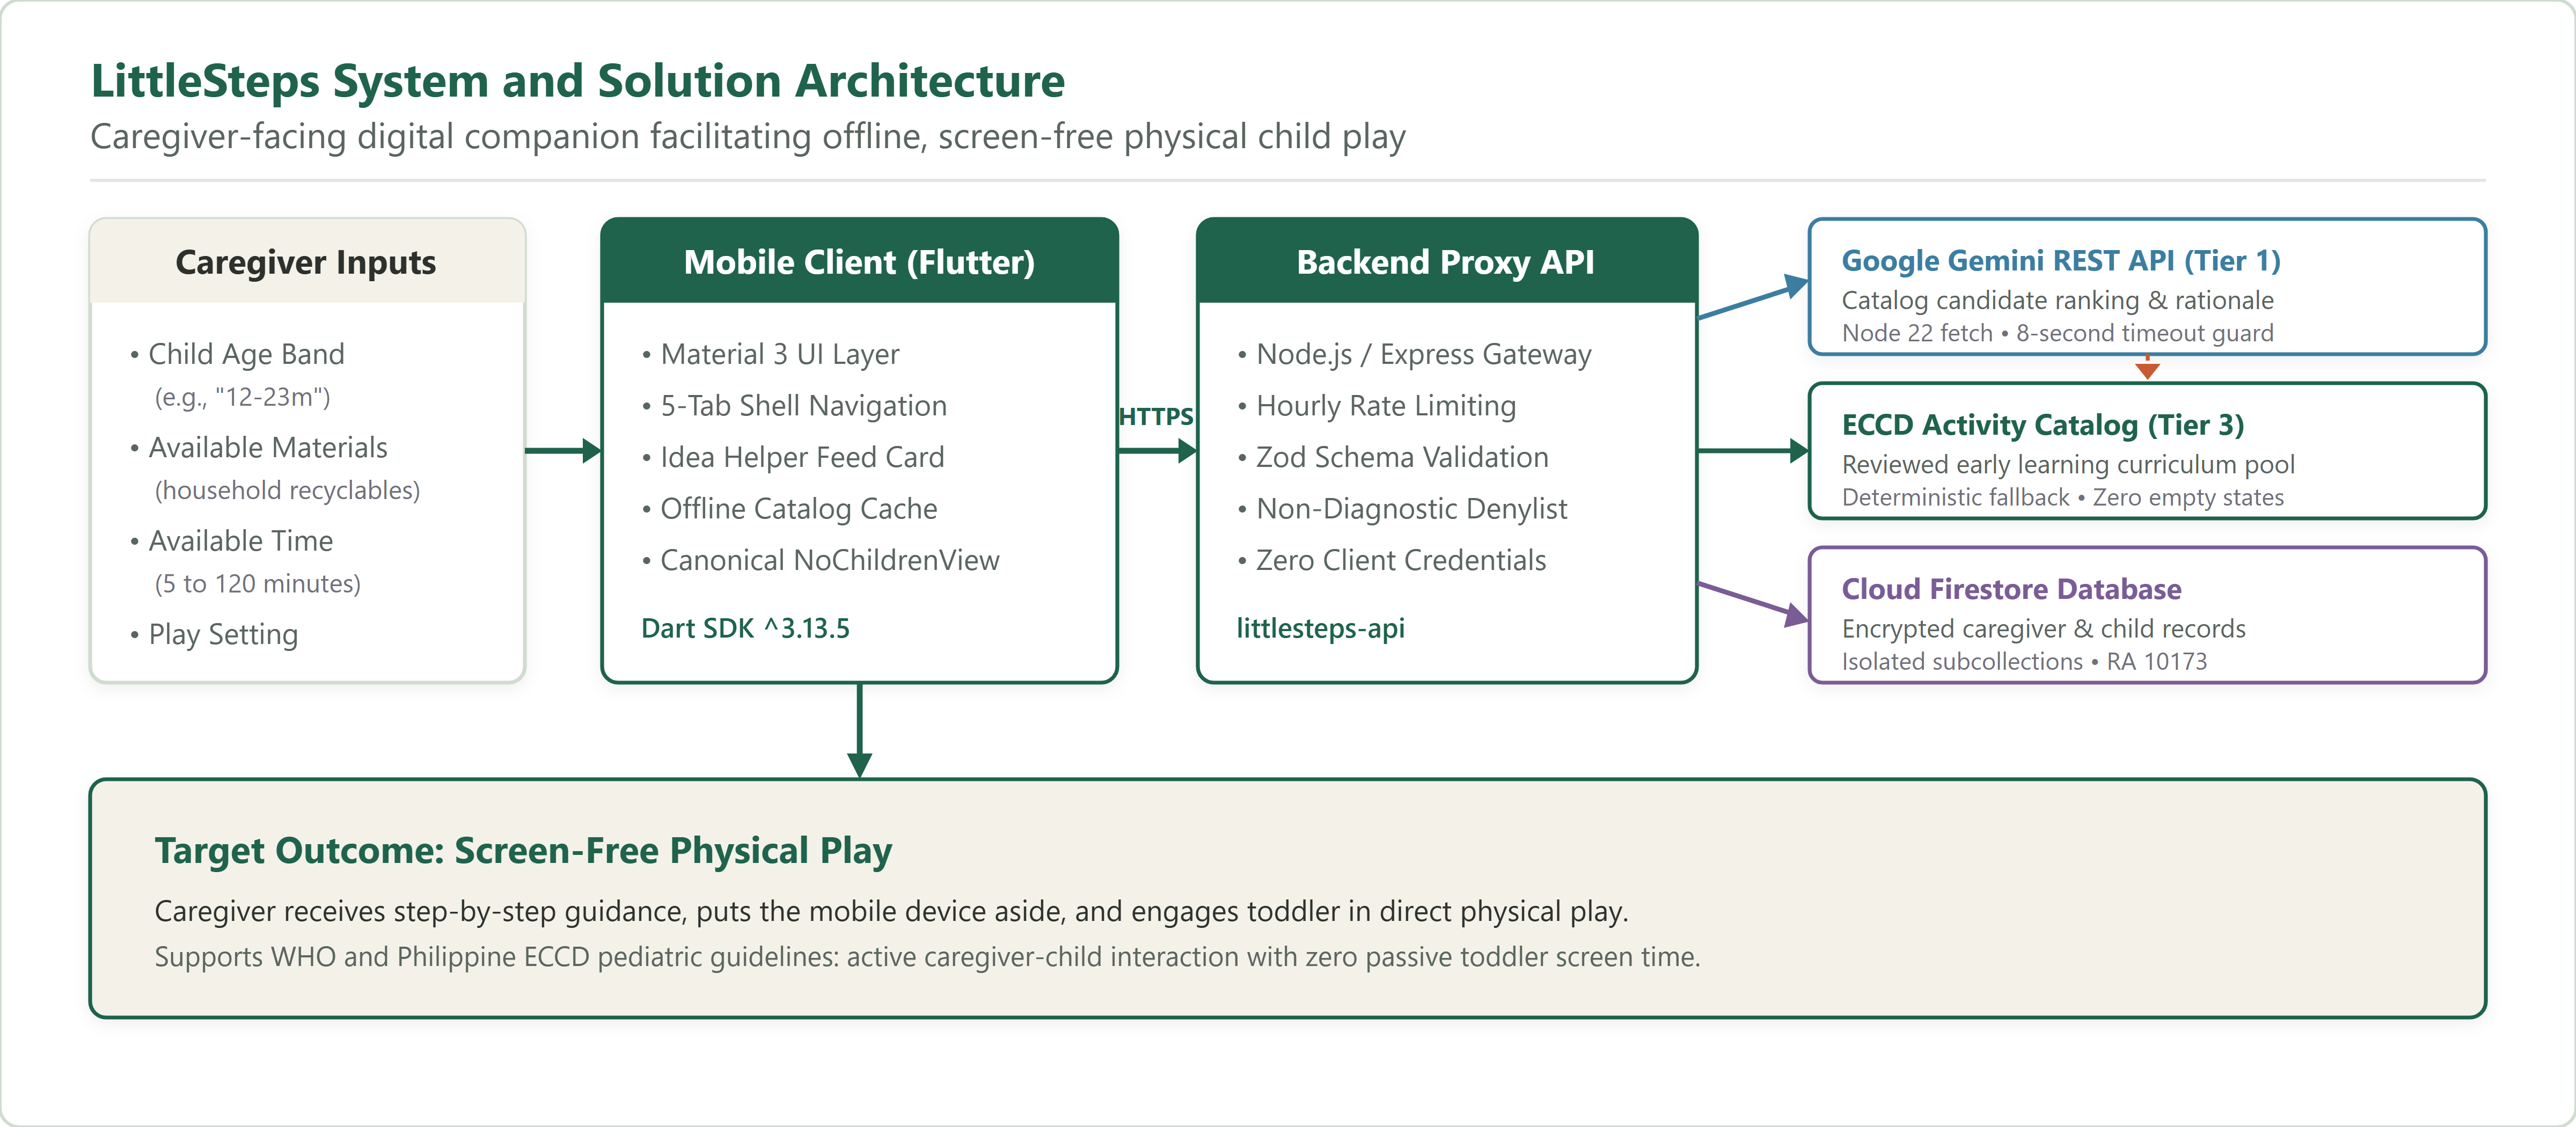 LittleSteps System and Solution Architecture
Caregiver-facing digital companion facilitating offline, screen-free physical child play
Caregiver Inputs
• Child Age Band
(e.g., "12-23m")
• Available Materials
(household recyclables)
• Available Time
(5 to 120 minutes)
• Play Setting
Mobile Client (Flutter)
• Material 3 UI Layer
• 5-Tab Shell Navigation
• Idea Helper Feed Card
• Offline Catalog Cache
• Canonical NoChildrenView
Dart SDK ^3.13.5
HTTPS
Backend Proxy API
• Node.js / Express Gateway
• Hourly Rate Limiting
• Zod Schema Validation
• Non-Diagnostic Denylist
• Zero Client Credentials
littlesteps-api
Google Gemini REST API (Tier 1)
Catalog candidate ranking & rationale
Node 22 fetch • 8-second timeout guard
ECCD Activity Catalog (Tier 3)
Reviewed early learning curriculum pool
Deterministic fallback • Zero empty states
Cloud Firestore Database
Encrypted caregiver & child records
Isolated subcollections • RA 10173
Target Outcome: Screen-Free Physical Play
Caregiver receives step-by-step guidance, puts the mobile device aside, and engages toddler in direct physical play.
Supports WHO and Philippine ECCD pediatric guidelines: active caregiver-child interaction with zero passive toddler screen time.